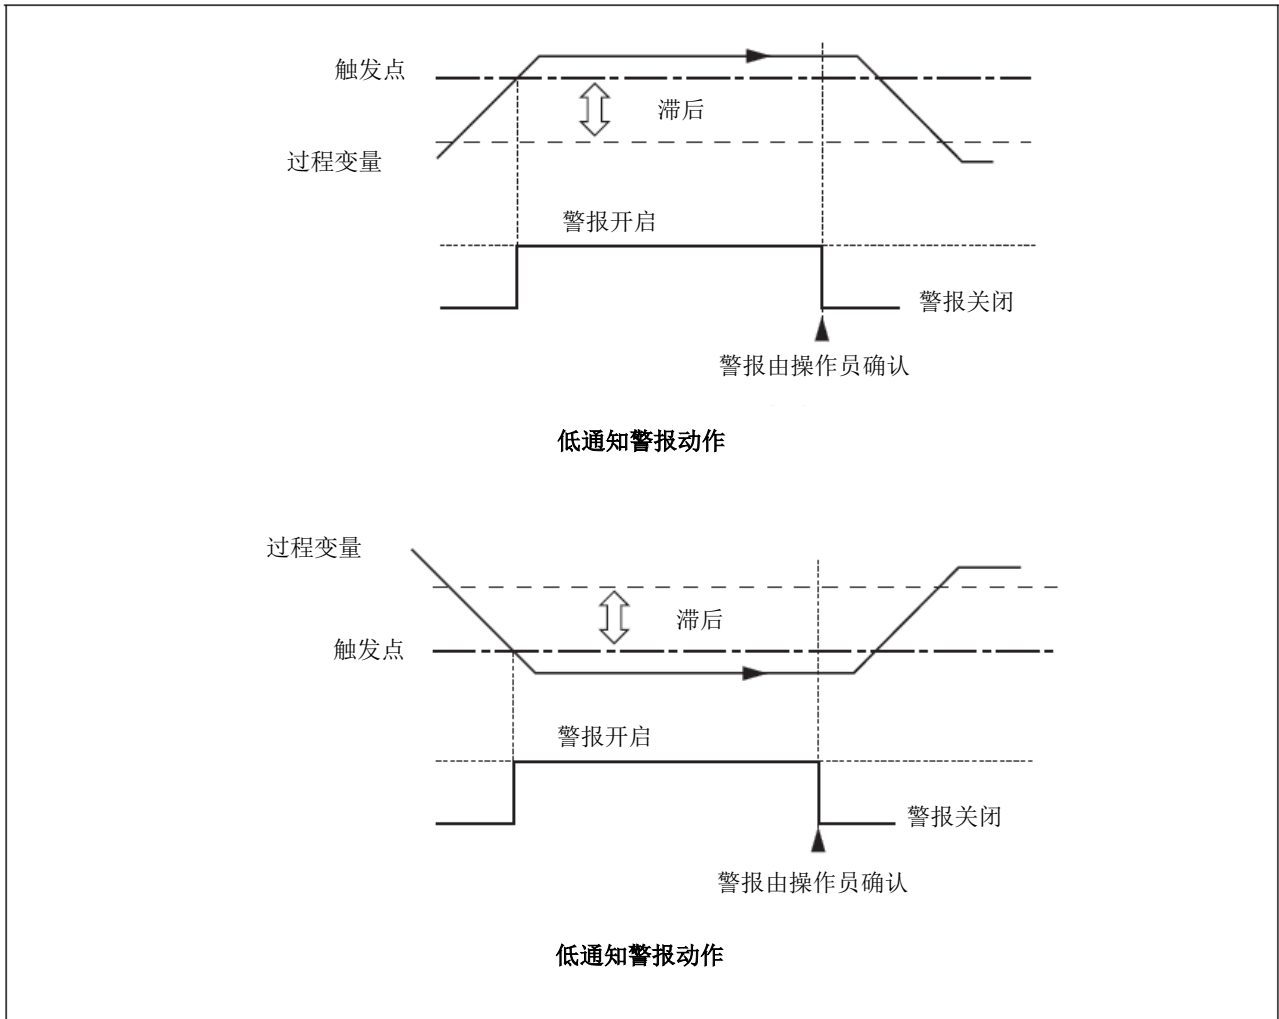 触发点
滞后
过程变量
警报开启
警报关闭
警报由操作员确认
低通知警报动作
过程变量
滞后
触发点
警报开启
警报关闭
警报由操作员确认
低通知警报动作